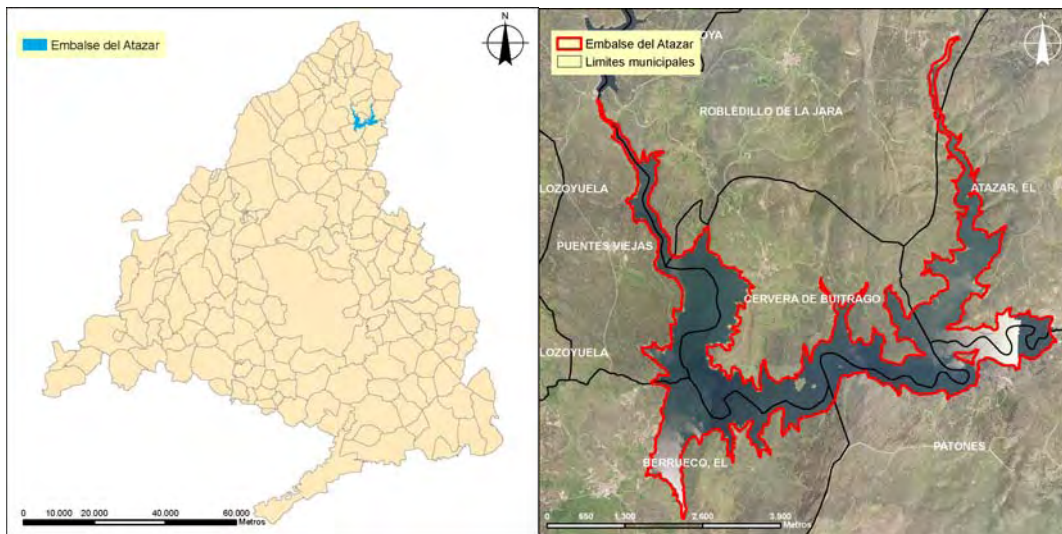 Embalse del Atazar
N
0 10.000 20.000 40.000 60.000
Metros
Embalse del Atazar
Límites municipales
N
OYA
ROBLEDILLO DE LA JARA
LOZOYUELA
ATAZAR, EL
PUENTES VIEJAS
CERVERA DE BUITRAGO
LOZOYUELA
PATONES
BERRUECO, EL
0 650 1.300 2.600 3.900
Metros